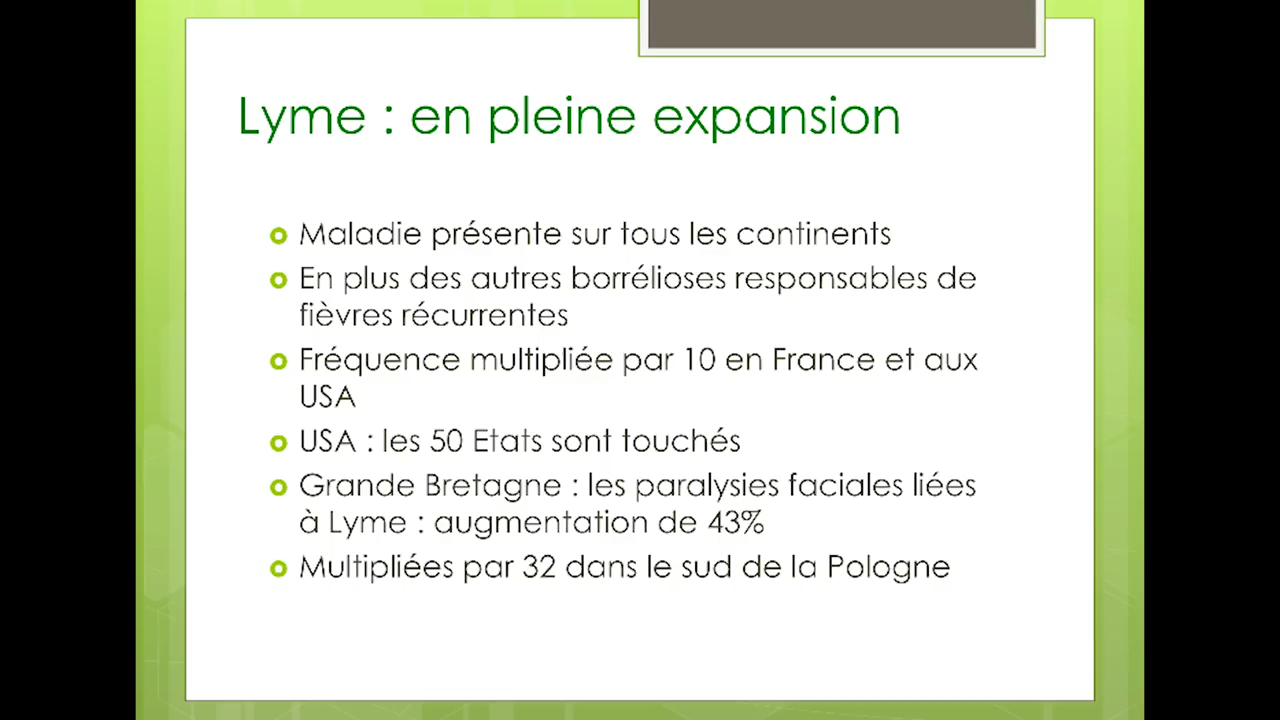 Lyme : en pleine expansion
Maladie présente sur tous les continents
En plus des autres borrélioses responsables de
fièvres récurrentes
Fréquence multipliée par 10 en France et aux
USA
USA : les 50 Etats sont touchés
Grande Bretagne : les paralysies faciales liées
à Lyme : augmentation de 43%
Multipliées par 32 dans le sud de la Pologne